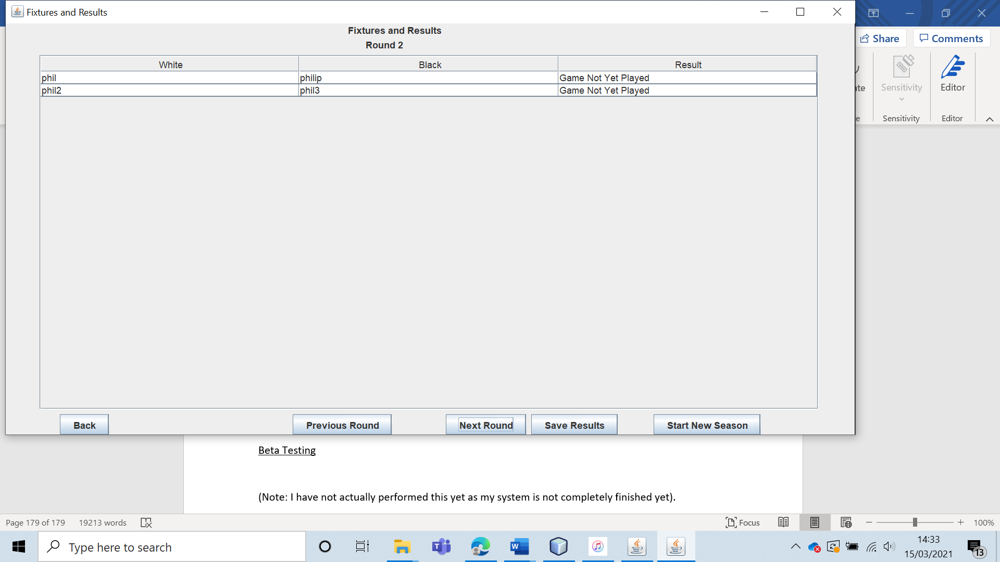 Fixtures and Results
Share
Comments
Fixtures and Results
Round 2
White Black Result
phil philip Game Not Yet Played
phil2 phil3 Game Not Yet Played
Sensitivity
Editor
Sensitivity
Editor
Back Previous Round Next Round Save Results Start New Season
Beta Testing
(Note: I have not actually performed this yet as my system is not completely finished yet).
Page 179 of 179 19213 words Focus 100%
Type here to search
14:33
15/03/2021
13